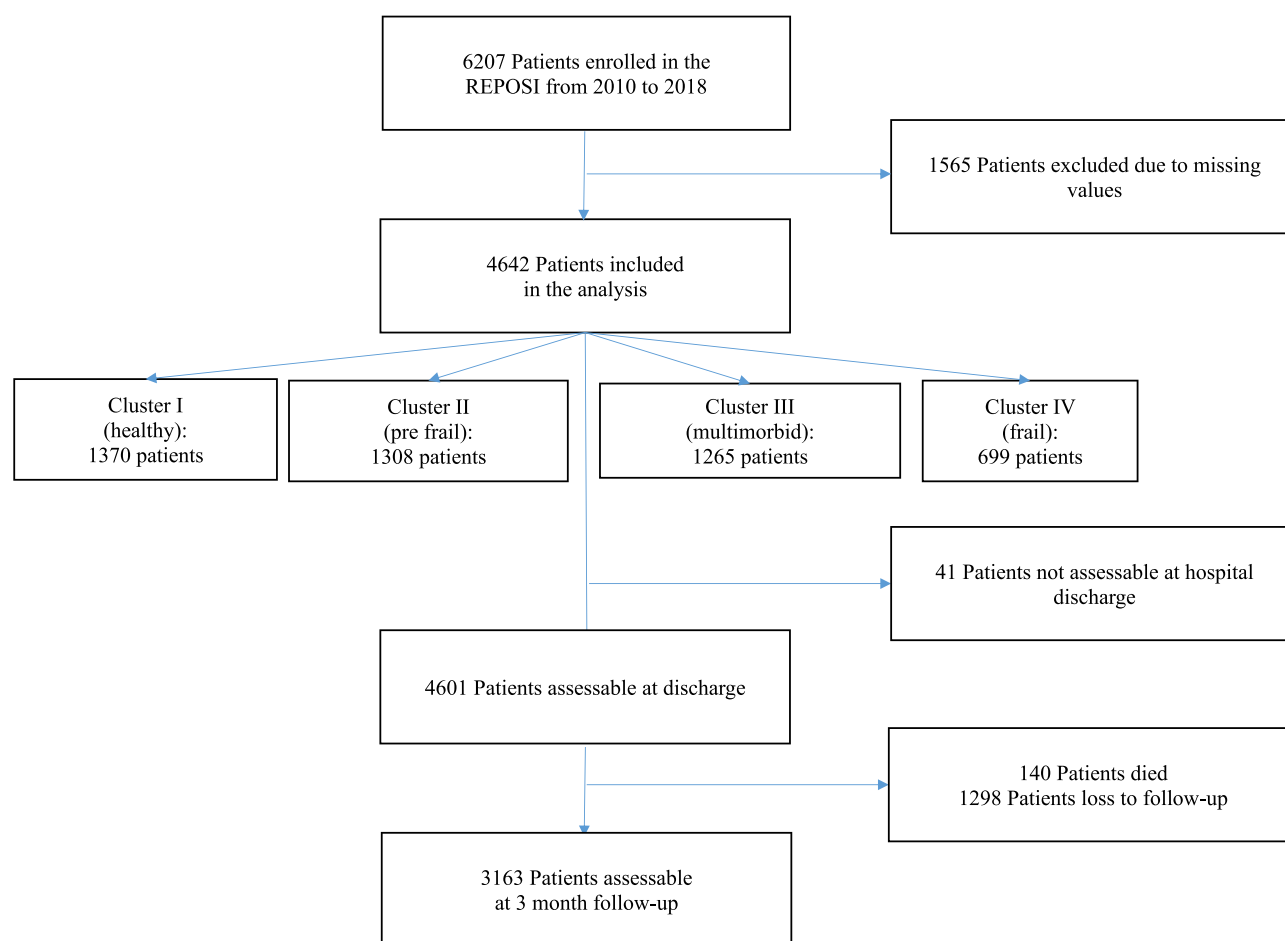 6207 Patients enrolled in the
REPOSI from 2010 to 2018
1565 Patients excluded due to missing
values
4642 Patients included
in the analysis
Cluster I
(healthy):
1370 patients
Cluster II
(pre frail):
1308 patients
Cluster III
(multimorbid):
1265 patients
Cluster IV
(frail):
699 patients
41 Patients not assessable at hospital
discharge
4601 Patients assessable at discharge
140 Patients died
1298 Patients loss to follow-up
3163 Patients assessable
at 3 month follow-up